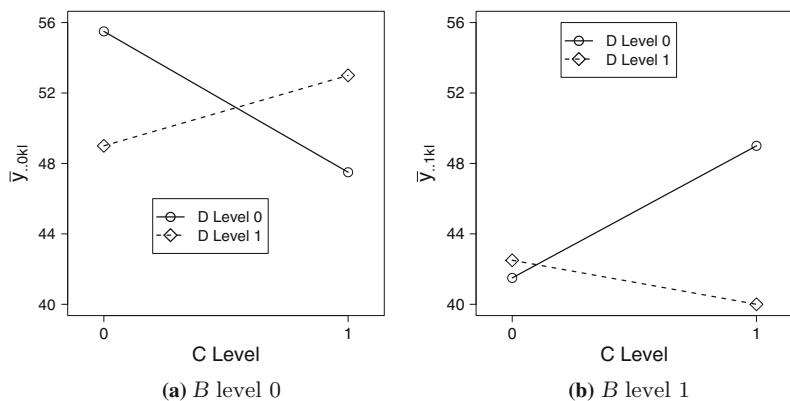 56
52
48
44
40
ȳ..0kl
D Level 0
D Level 1
0
1
C Level
(a) B level 0
56
52
48
44
40
ȳ..1kl
D Level 0
D Level 1
0
1
C Level
(b) B level 1